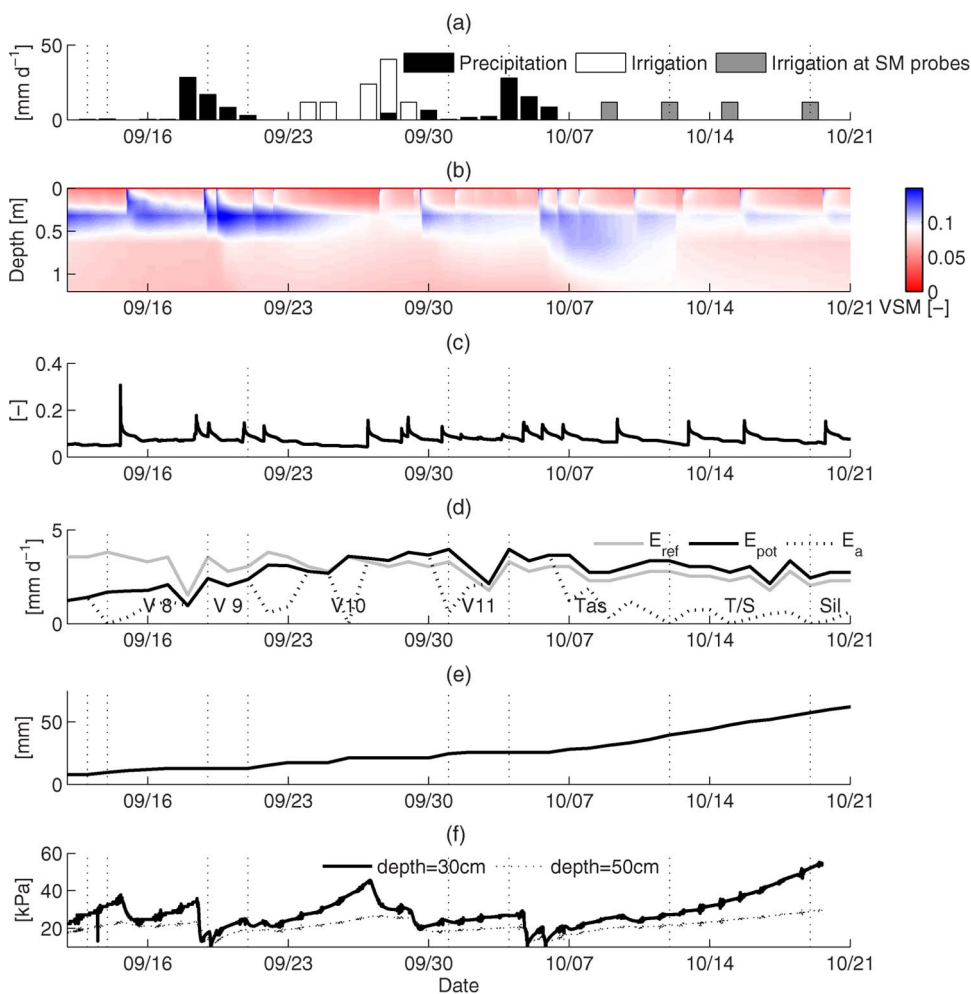 (a)
50
0
[mm d⁻¹]
Precipitation
Irrigation
Irrigation at SM probes
09/16 09/23 09/30 10/07 10/14 10/21
(b)
0
0.5
1
Depth [m]
0.1
0.05
0
VSM [–]
09/16 09/23 09/30 10/07 10/14 10/21
(c)
0.4
0.2
0
[–]
09/16 09/23 09/30 10/07 10/14 10/21
(d)
5
0
[mm d⁻¹]
E_ref E_pot E_a
V 8 V 9 V10 V11 Tas T/S Sil
09/16 09/23 09/30 10/07 10/14 10/21
(e)
50
0
[mm]
09/16 09/23 09/30 10/07 10/14 10/21
(f)
60
40
20
[kPa]
depth=30cm depth=50cm
09/16 09/23 09/30 10/07 10/14 10/21
Date